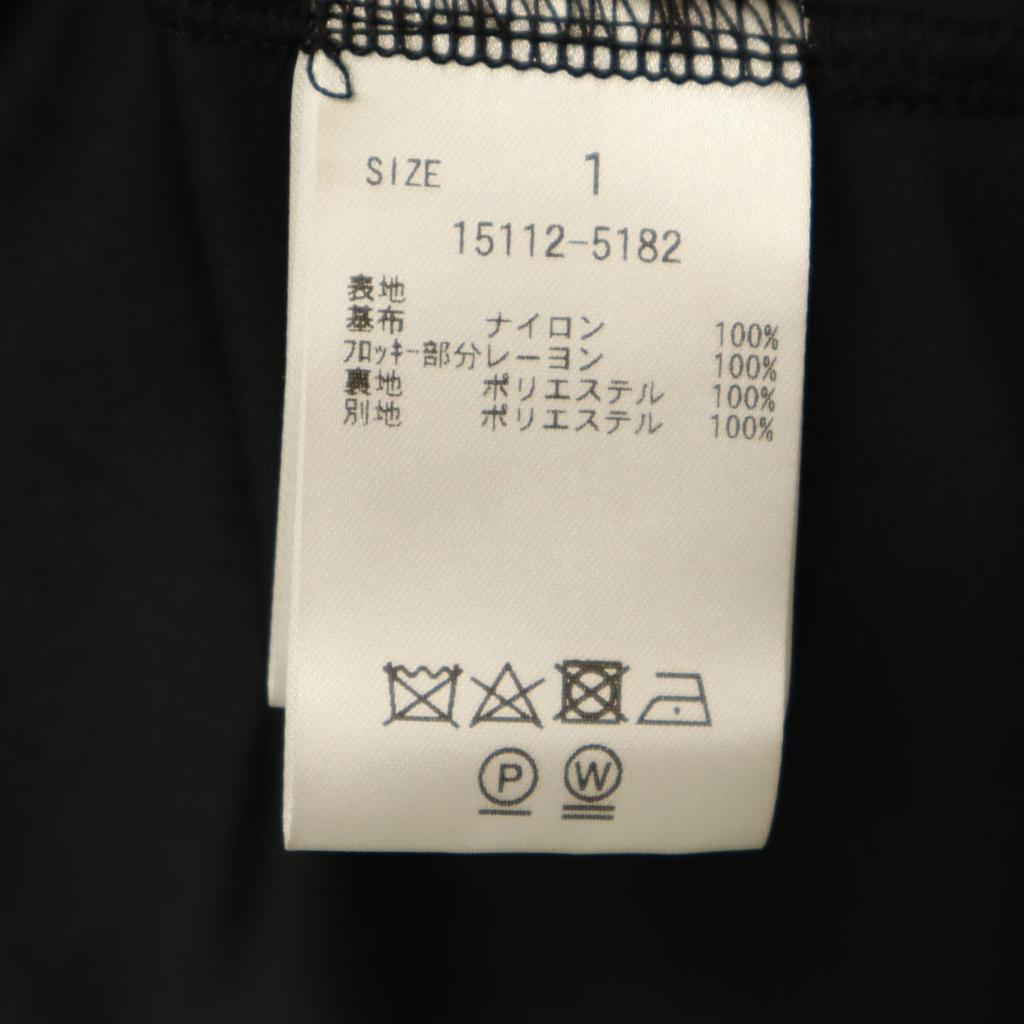 SIZE 1
15112-5182
表地
基布 ナイロン 100%
ﾌﾛｯｷｰ部分 レーヨン 100%
裏地 ポリエステル 100%
別地 ポリエステル 100%
P W